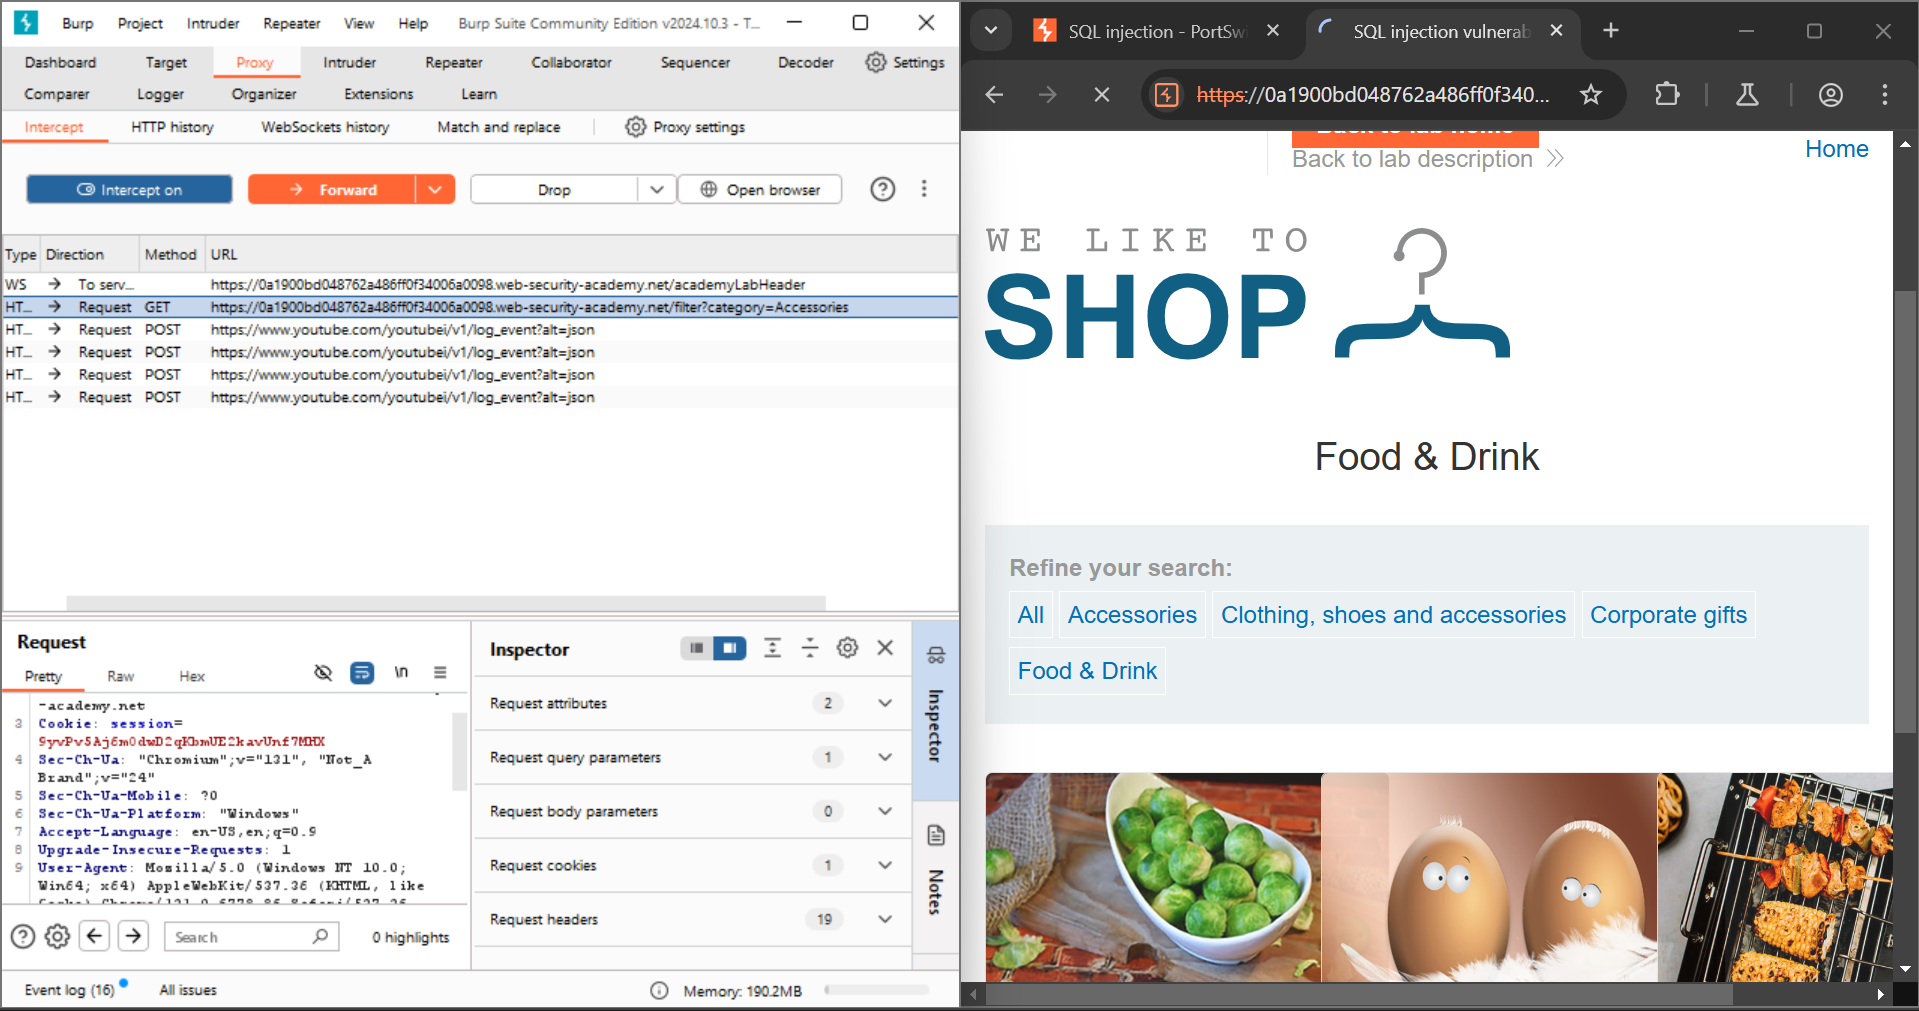 Burp Project Intruder Repeater View Help Burp Suite Community Edition v2024.10.3 - T...
Dashboard Target Proxy Intruder Repeater Collaborator Sequencer Decoder Settings
Comparer Logger Organizer Extensions Learn
Intercept HTTP history WebSockets history Match and replace Proxy settings
Intercept on Forward Drop Open browser
Type Direction Method URL
WS To serv... https://0a1900bd048762a486ff0f34006a0098.web-security-academy.net/academyLabHeader
HT... Request GET https://0a1900bd048762a486ff0f34006a0098.web-security-academy.net/filter?category=Accessories
HT... Request POST https://www.youtube.com/youtubei/v1/log_event?alt=json
HT... Request POST https://www.youtube.com/youtubei/v1/log_event?alt=json
HT... Request POST https://www.youtube.com/youtubei/v1/log_event?alt=json
HT... Request POST https://www.youtube.com/youtubei/v1/log_event?alt=json
Request
Pretty Raw Hex \n
-academy.net
3 Cookie: session=
9yvPv5Aj6m0dwD2qKbmUE2kavUnf7MHX
4 Sec-Ch-Ua: "Chromium";v="131", "Not_A
Brand";v="24"
5 Sec-Ch-Ua-Mobile: ?0
6 Sec-Ch-Ua-Platform: "Windows"
7 Accept-Language: en-US,en;q=0.9
8 Upgrade-Insecure-Requests: 1
9 User-Agent: Mozilla/5.0 (Windows NT 10.0;
Win64; x64) AppleWebKit/537.36 (KHTML, like
Search 0 highlights
Inspector
Request attributes 2
Request query parameters 1
Request body parameters 0
Request cookies 1
Request headers 19
Inspector
Notes
Event log (16) All issues Memory: 190.2MB
SQL injection - PortSwi SQL injection vulnerab
https://0a1900bd048762a486ff0f340...
Back to lab home
Back to lab description
Home
WE LIKE TO
SHOP
Food & Drink
Refine your search:
All Accessories Clothing, shoes and accessories Corporate gifts
Food & Drink